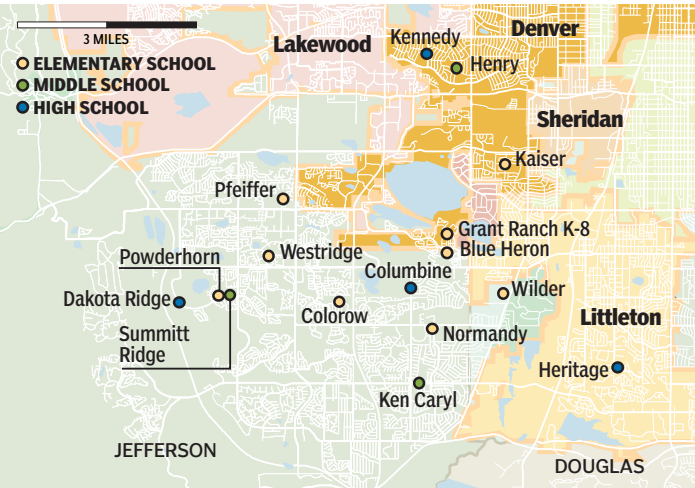 3 MILES
ELEMENTARY SCHOOL
MIDDLE SCHOOL
HIGH SCHOOL
Lakewood
Kennedy
Denver
Henry
Sheridan
Kaiser
Pfeiffer
Grant Ranch K-8
Blue Heron
Westridge
Powderhorn
Columbine
Dakota Ridge
Wilder
Colorow
Littleton
Summitt
Ridge
Normandy
Heritage
Ken Caryl
JEFFERSON
DOUGLAS